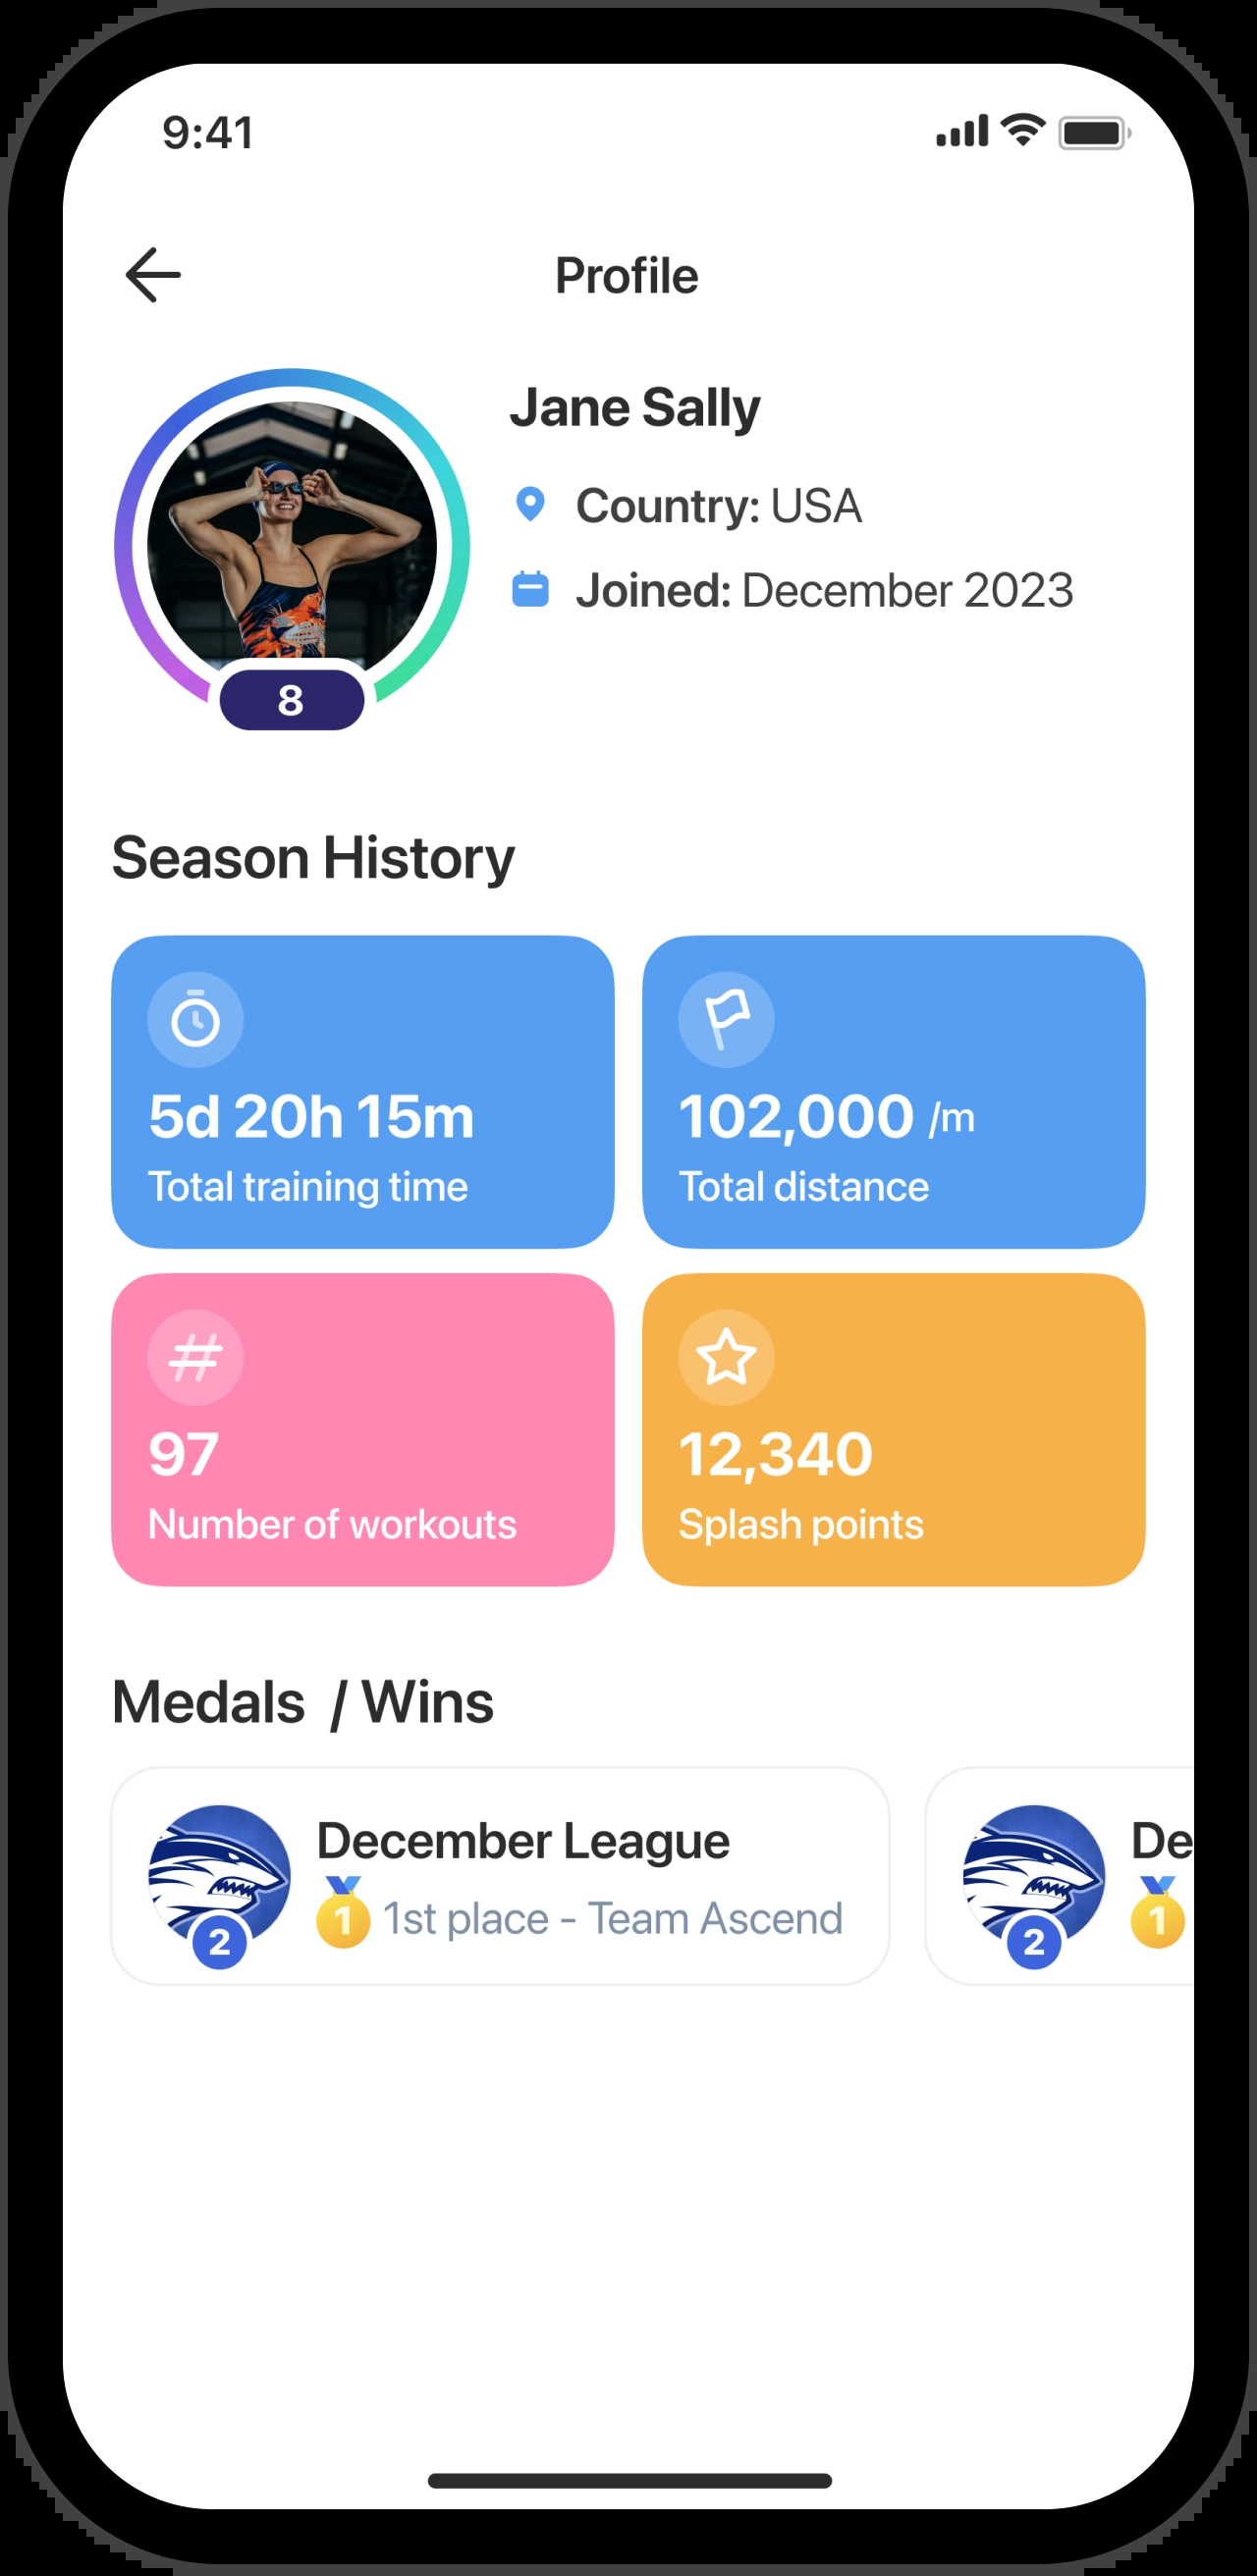 9:41
Profile
Jane Sally
Country: USA
Joined: December 2023
8
Season History
5d 20h 15m
Total training time
102,000 /m
Total distance
97
Number of workouts
12,340
Splash points
Medals / Wins
December League
1 1st place - Team Ascend
2
De
1
2